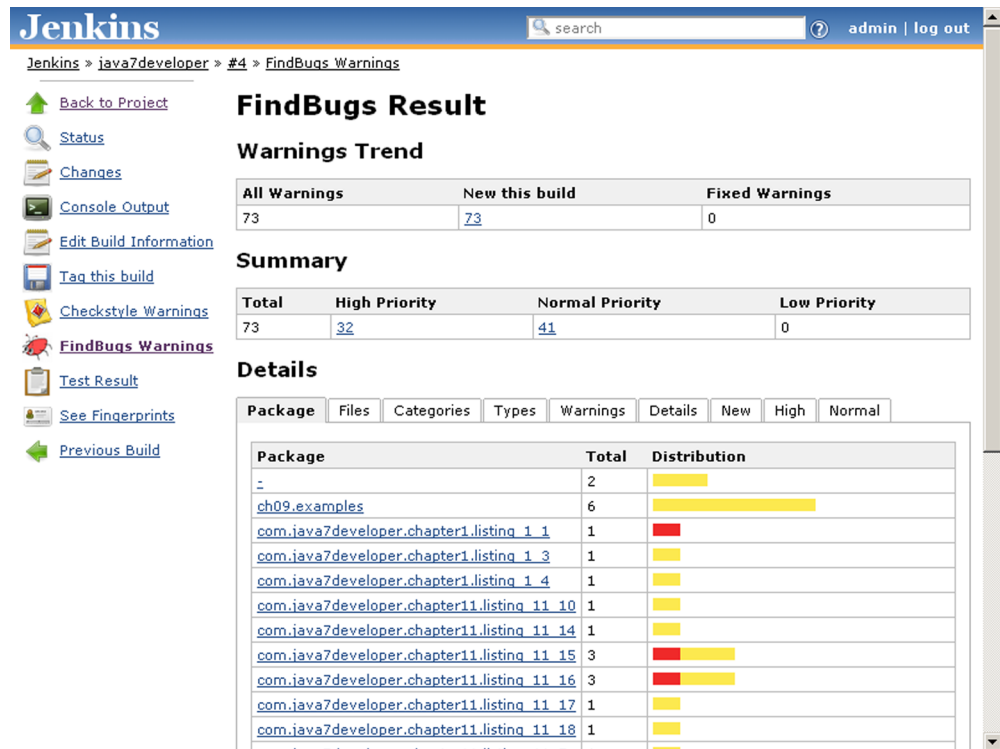 Jenkins
search
admin | log out
Jenkins » java7developer » #4 » FindBugs Warnings
Back to Project
Status
Changes
Console Output
Edit Build Information
Tag this build
Checkstyle Warnings
FindBugs Warnings
Test Result
See Fingerprints
Previous Build
FindBugs Result
Warnings Trend
All Warnings New this build Fixed Warnings
73 73 0
Summary
Total High Priority Normal Priority Low Priority
73 32 41 0
Details
Package Files Categories Types Warnings Details New High Normal
Package Total Distribution
- 2
ch09.examples 6
com.java7developer.chapter1.listing_1_1 1
com.java7developer.chapter1.listing_1_3 1
com.java7developer.chapter1.listing_1_4 1
com.java7developer.chapter11.listing_11_10 1
com.java7developer.chapter11.listing_11_14 1
com.java7developer.chapter11.listing_11_15 3
com.java7developer.chapter11.listing_11_16 3
com.java7developer.chapter11.listing_11_17 1
com.java7developer.chapter11.listing_11_18 1